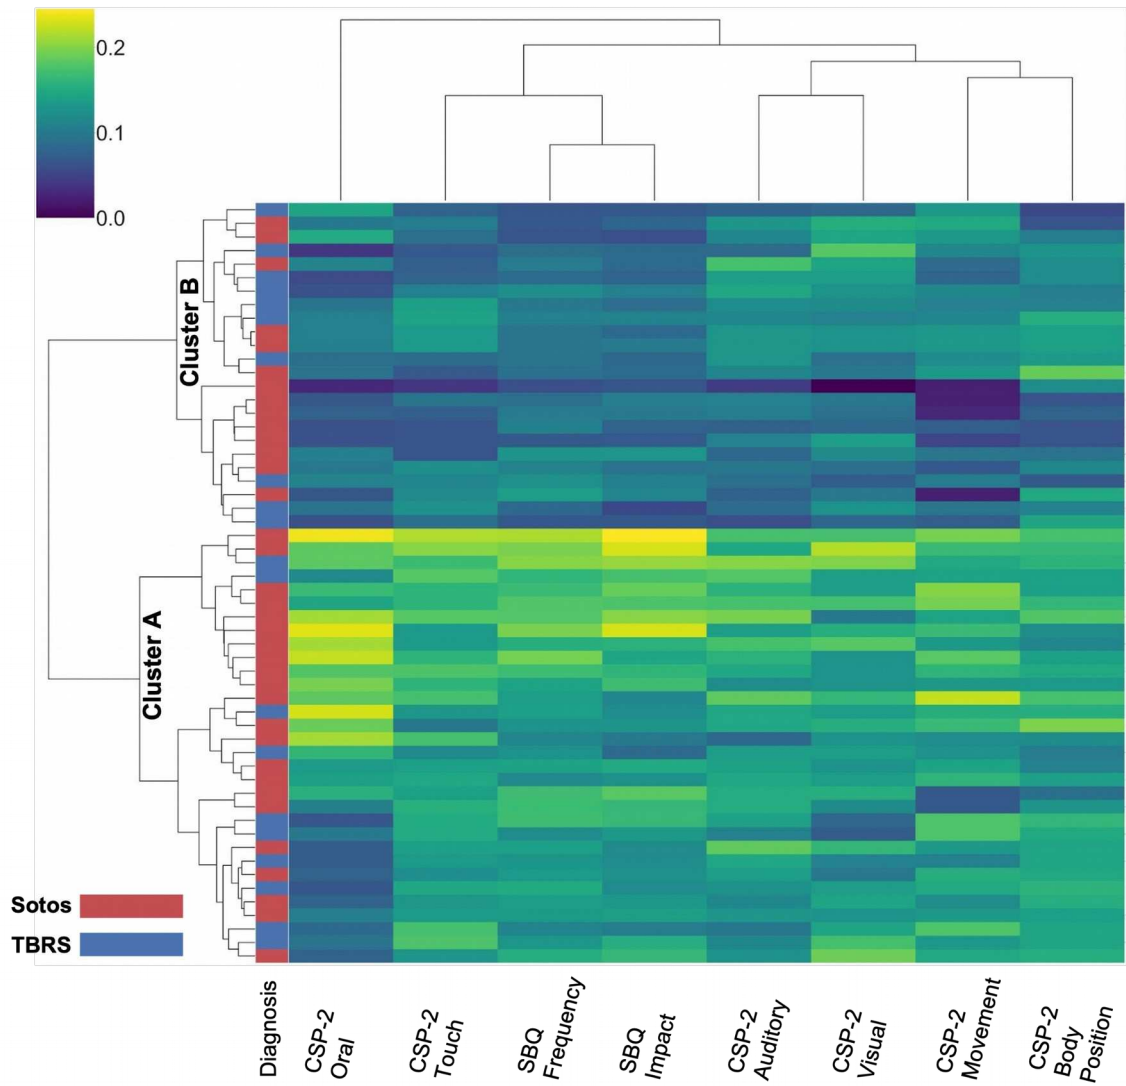 0.2
0.1
0.0
Cluster B
Cluster A
Sotos
TBRS
Diagnosis
CSP-2
Oral
CSP-2
Touch
SBQ
Frequency
SBQ
Impact
CSP-2
Auditory
CSP-2
Visual
CSP-2
Movement
CSP-2
Body
Position